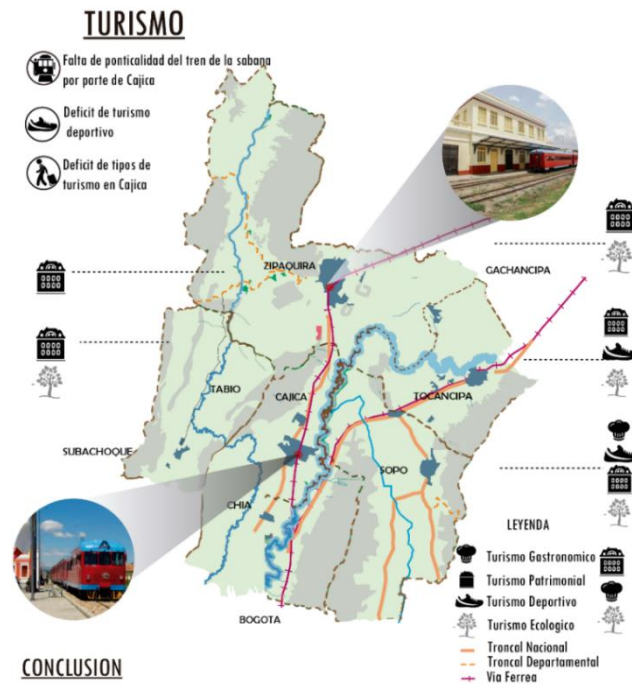 TURISMO
Falta de ponticalidad del tren de la sabana
por parte de Cajica
Deficit de turismo
deportivo
Deficit de tipos de
turismo en Cajica
ZIPAQUIRA
GACHANCIPA
TABIO
CAJICA
TOCANCIPA
SUBACHOQUE
SOPO
CHIA
BOGOTA
LEYENDA
Turismo Gastronomico
Turismo Patrimonial
Turismo Deportivo
Turismo Ecologico
Troncal Nacional
Troncal Departamental
Via Ferrea
CONCLUSION